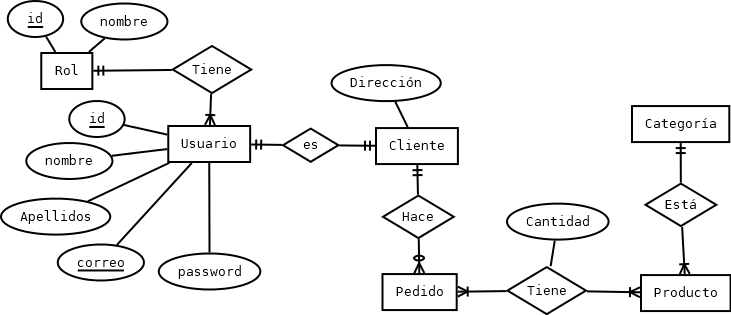 id
nombre
Rol
Tiene
Dirección
id
Categoría
Usuario
es
Cliente
nombre
Está
Apellidos
Hace
Cantidad
correo
password
Pedido
Tiene
Producto